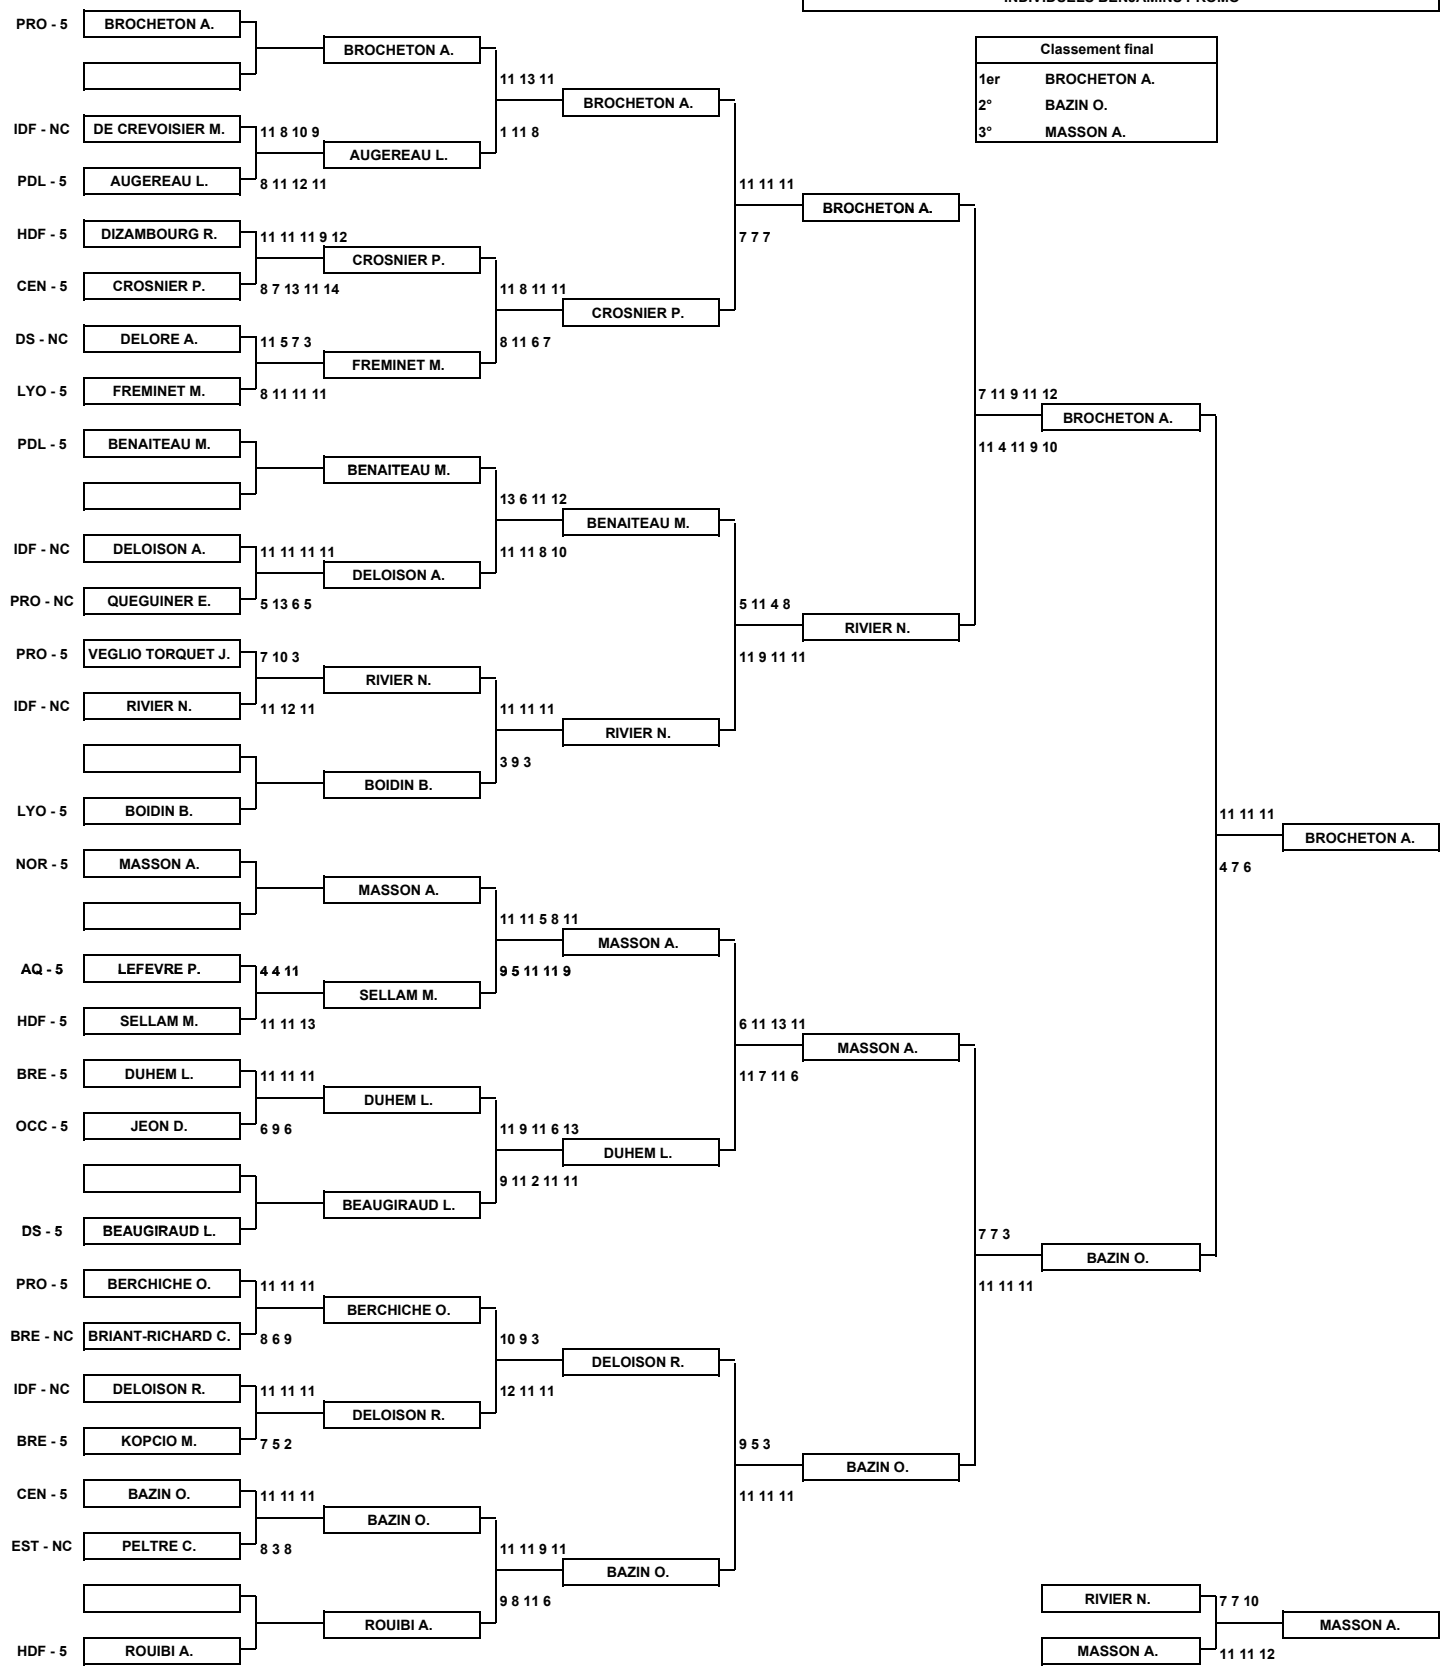 INDIVIDUELS BENJAMINS PROMO
Classement final
1er BROCHETON A.
2° BAZIN O.
3° MASSON A.
PRO - 5 BROCHETON A.
BROCHETON A.
11 13 11
BROCHETON A.
IDF - NC DE CREVOISIER M. 11 8 10 9
1 11 8
AUGEREAU L.
PDL - 5 AUGEREAU L. 8 11 12 11
11 11 11
BROCHETON A.
HDF - 5 DIZAMBOURG R. 11 11 11 9 12
7 7 7
CROSNIER P.
CEN - 5 CROSNIER P. 8 7 13 11 14
11 8 11 11
CROSNIER P.
DS - NC DELORE A. 11 5 7 3
8 11 6 7
FREMINET M.
LYO - 5 FREMINET M. 8 11 11 11
7 11 9 11 12
BROCHETON A.
PDL - 5 BENAITEAU M.
11 4 11 9 10
BENAITEAU M.
13 6 11 12
BENAITEAU M.
IDF - NC DELOISON A. 11 11 11 11
11 11 8 10
DELOISON A.
PRO - NC QUEGUINER E. 5 13 6 5
5 11 4 8
RIVIER N.
PRO - 5 VEGLIO TORQUET J. 7 10 3
11 9 11 11
RIVIER N.
IDF - NC RIVIER N. 11 12 11
11 11 11
RIVIER N.
3 9 3
BOIDIN B.
LYO - 5 BOIDIN B.
11 11 11
BROCHETON A.
NOR - 5 MASSON A.
4 7 6
MASSON A.
11 11 5 8 11
MASSON A.
AQ - 5 LEFEVRE P. 4 4 11
9 5 11 11 9
SELLAM M.
HDF - 5 SELLAM M. 11 11 13
6 11 13 11
MASSON A.
BRE - 5 DUHEM L. 11 11 11
11 7 11 6
DUHEM L.
OCC - 5 JEON D. 6 9 6
11 9 11 6 13
DUHEM L.
9 11 2 11 11
BEAUGIRAUD L.
DS - 5 BEAUGIRAUD L.
7 7 3
BAZIN O.
PRO - 5 BERCHICHE O. 11 11 11
11 11 11
BERCHICHE O.
BRE - NC BRIANT-RICHARD C. 8 6 9
10 9 3
DELOISON R.
IDF - NC DELOISON R. 11 11 11
12 11 11
DELOISON R.
BRE - 5 KOPCIO M. 7 5 2
9 5 3
BAZIN O.
CEN - 5 BAZIN O. 11 11 11
11 11 11
BAZIN O.
EST - NC PELTRE C. 8 3 8
11 11 9 11
BAZIN O.
9 8 11 6
ROUIBI A.
HDF - 5 ROUIBI A.
RIVIER N. 7 7 10
MASSON A.
MASSON A. 11 11 12